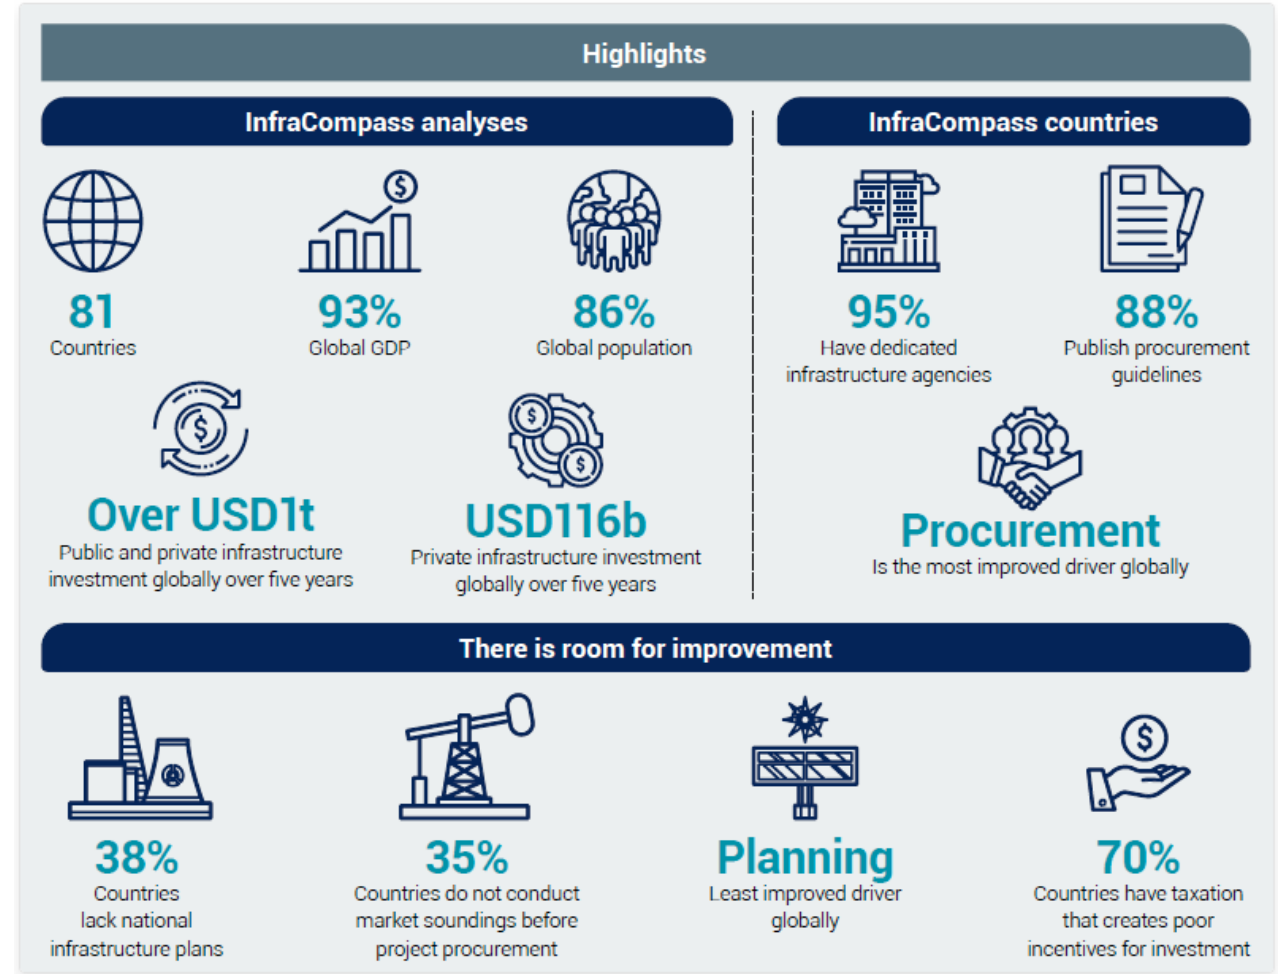 Highlights
InfraCompass analyses
81
Countries
93%
Global GDP
86%
Global population
Over USD1t
Public and private infrastructure
investment globally over five years
USD116b
Private infrastructure investment
globally over five years
InfraCompass countries
95%
Have dedicated
infrastructure agencies
88%
Publish procurement
guidelines
Procurement
Is the most improved driver globally
There is room for improvement
38%
Countries
lack national
infrastructure plans
35%
Countries do not conduct
market soundings before
project procurement
Planning
Least improved driver
globally
70%
Countries have taxation
that creates poor
incentives for investment